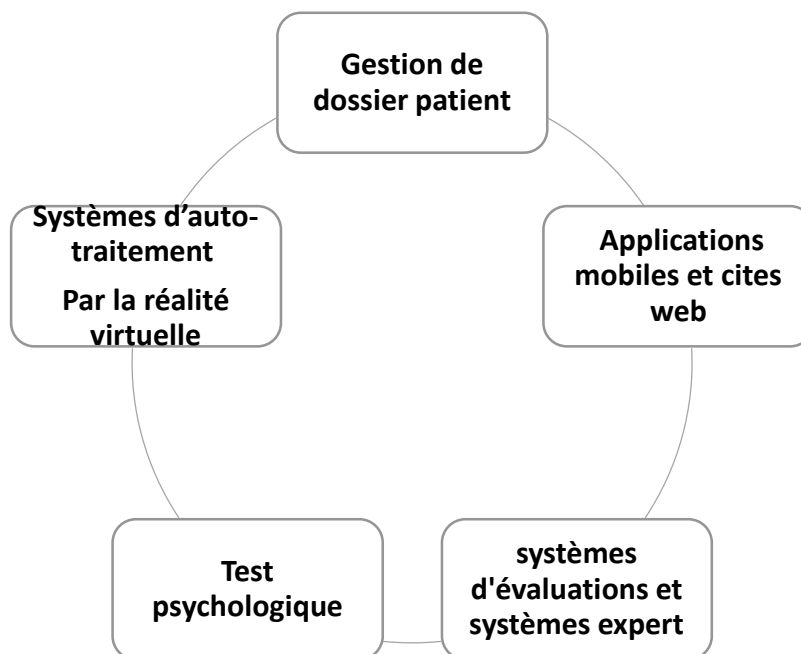 Gestion de
dossier patient
Systèmes d’auto-
traitement
Par la réalité
virtuelle
Applications
mobiles et cites
web
Test
psychologique
systèmes
d'évaluations et
systèmes expert